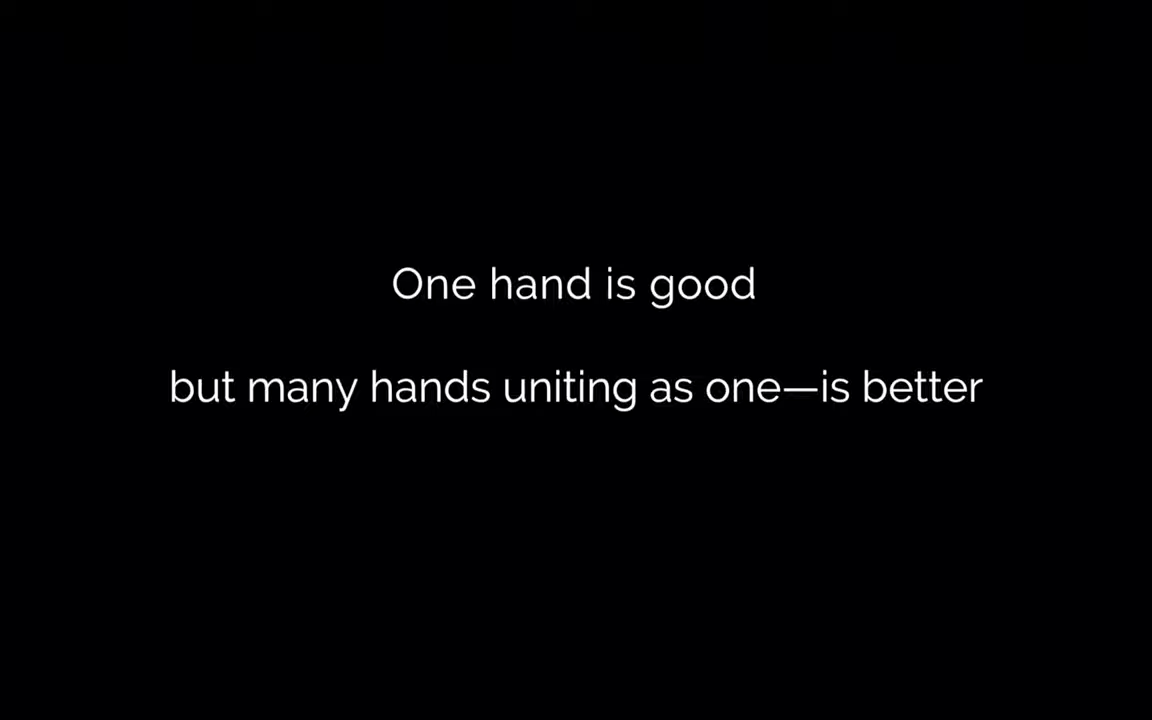 One hand is good
but many hands uniting as one—is better